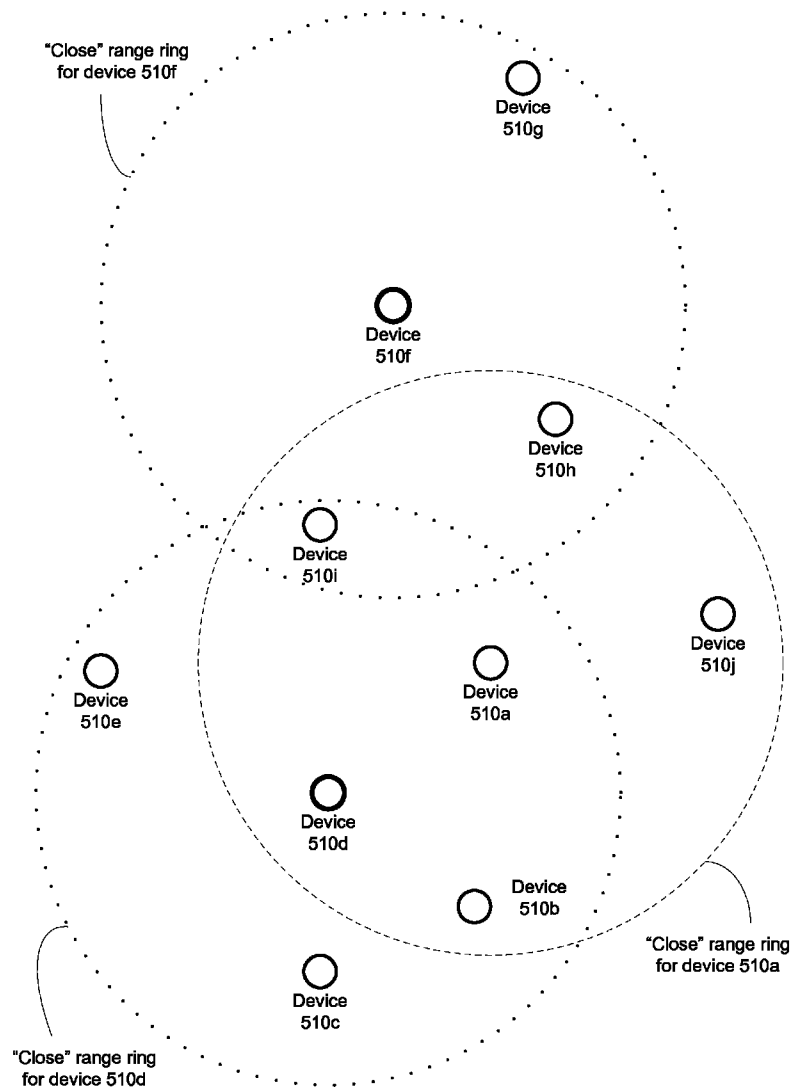 “Close” range ring
for device 510f
Device
510g
Device
510f
Device
510h
Device
510i
Device
510j
Device
510e
Device
510a
Device
510d
Device
510b
“Close” range ring
for device 510a
Device
510c
“Close” range ring
for device 510d